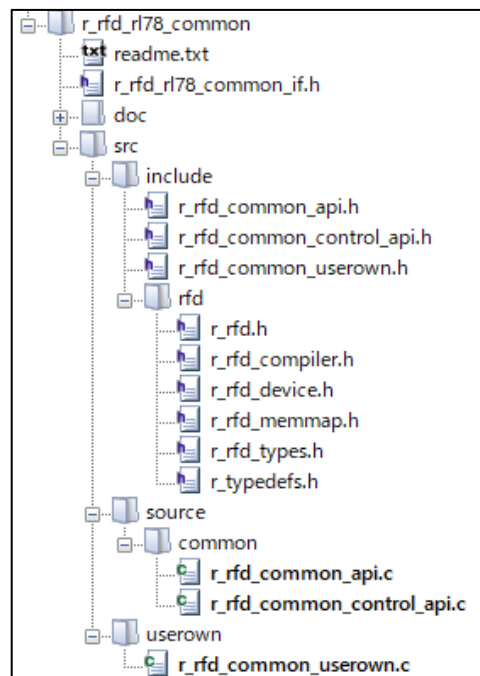 r_rfd_rl78_common
readme.txt
r_rfd_rl78_common_if.h
doc
src
include
r_rfd_common_api.h
r_rfd_common_control_api.h
r_rfd_common_userown.h
rfd
r_rfd.h
r_rfd_compiler.h
r_rfd_device.h
r_rfd_memmap.h
r_rfd_types.h
r_typedefs.h
source
common
r_rfd_common_api.c
r_rfd_common_control_api.c
userown
r_rfd_common_userown.c